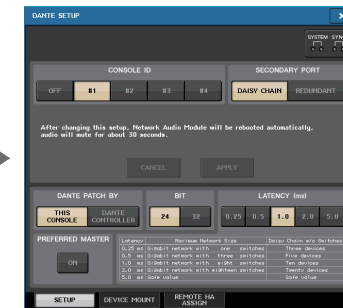 DANTE SETUP
SYSTEM SYN
CONSOLE ID
SECONDARY PORT
OFF #1 #2 #3 #4 DAISY CHAIN REDUNDANT
After changing this setup, Network Audio Module will be rebooted automatically,
audio will mute for about 30 seconds.
CANCEL APPLY
DANTE PATCH BY
BIT
LATENCY (ms)
THIS CONSOLE
DANTE CONTROLLER
24 32 0.25 0.5 1.0 2.0 5.0
PREFERRED MASTER
ON
Latency Maximum Network Size Daisy Chain w/o Switches
0.25 ms Gigabit network with one switches Three devices
0.5 ms Gigabit network with three switches Five devices
1.0 ms Gigabit network with eight switches Ten devices
2.0 ms Gigabit network with eighteen switches Twenty devices
5.0 ms Safe value Safe value
SETUP DEVICE MOUNT REMOTE HA ASSIGN